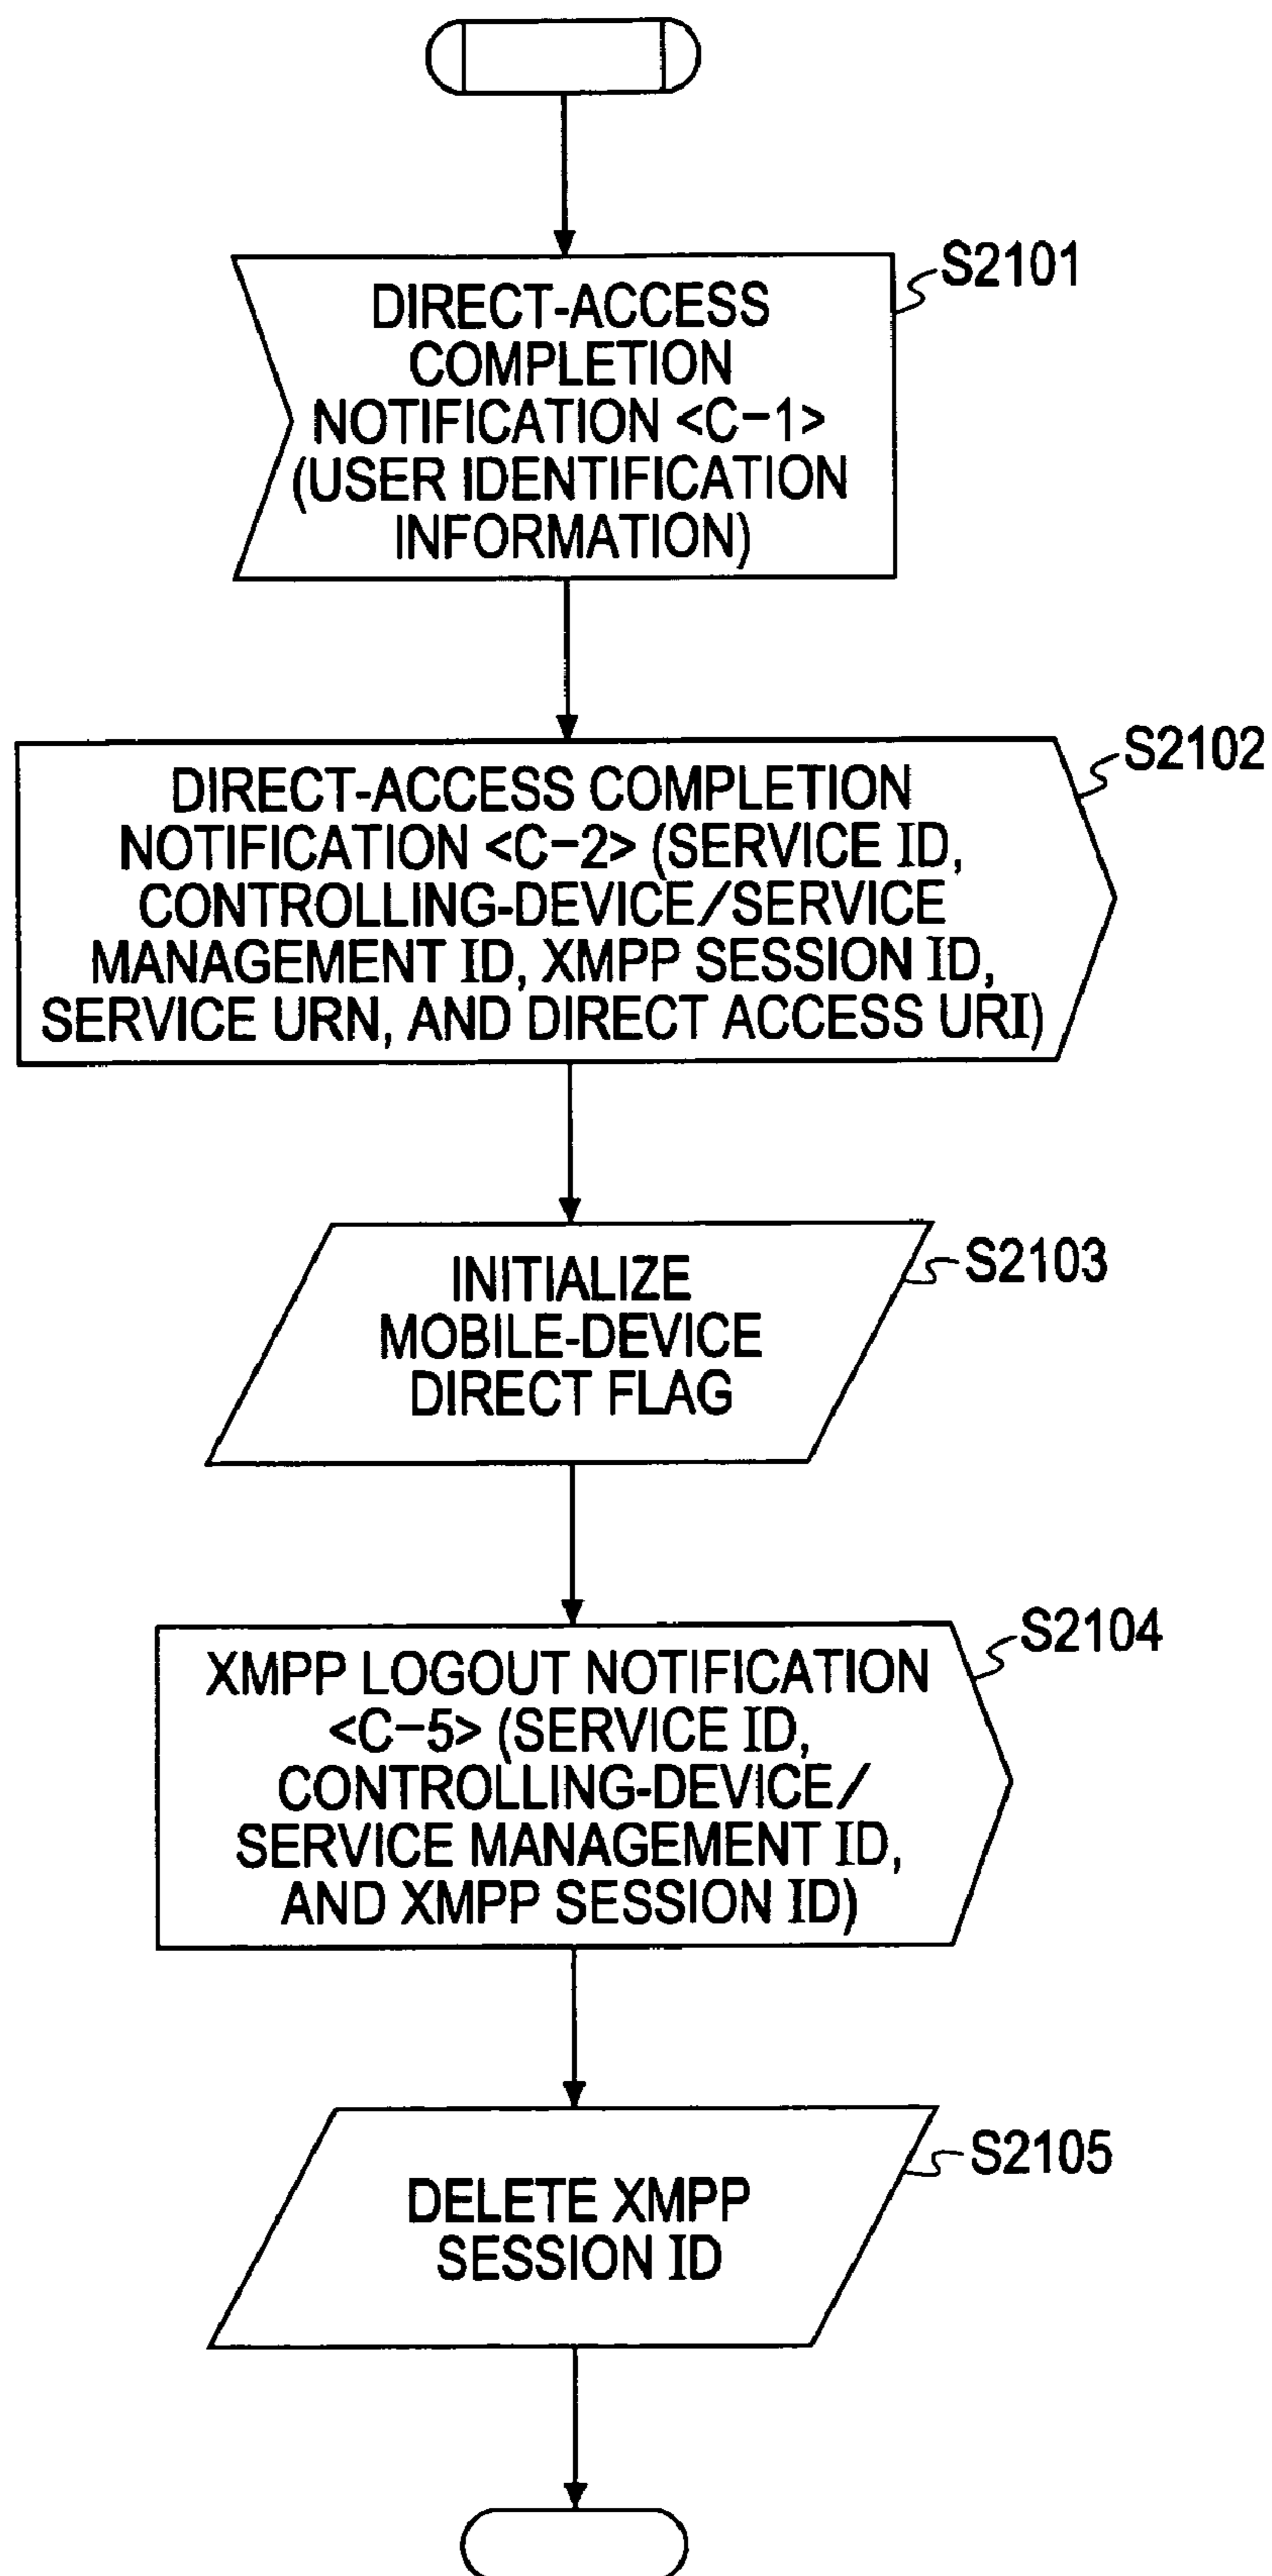 S2101
DIRECT-ACCESS
COMPLETION
NOTIFICATION <C-1>
(USER IDENTIFICATION
INFORMATION)
S2102
DIRECT-ACCESS COMPLETION
NOTIFICATION <C-2> (SERVICE ID,
CONTROLLING-DEVICE/SERVICE
MANAGEMENT ID, XMPP SESSION ID,
SERVICE URN, AND DIRECT ACCESS URI)
S2103
INITIALIZE
MOBILE-DEVICE
DIRECT FLAG
S2104
XMPP LOGOUT NOTIFICATION
<C-5> (SERVICE ID,
CONTROLLING-DEVICE/
SERVICE MANAGEMENT ID,
AND XMPP SESSION ID)
S2105
DELETE XMPP
SESSION ID